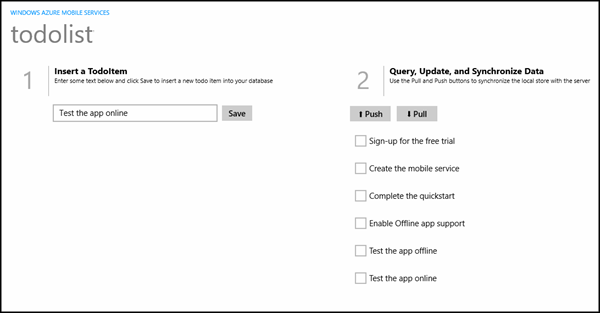 WINDOWS AZURE MOBILE SERVICES
todolist
1
Insert a TodoItem
Enter some text below and click Save to insert a new todo item into your database
Test the app online
Save
2
Query, Update, and Synchronize Data
Use the Pull and Push buttons to synchronize the local store with the server
⬆ Push
⬇ Pull
Sign-up for the free trial
Create the mobile service
Complete the quickstart
Enable Offline app support
Test the app offline
Test the app online